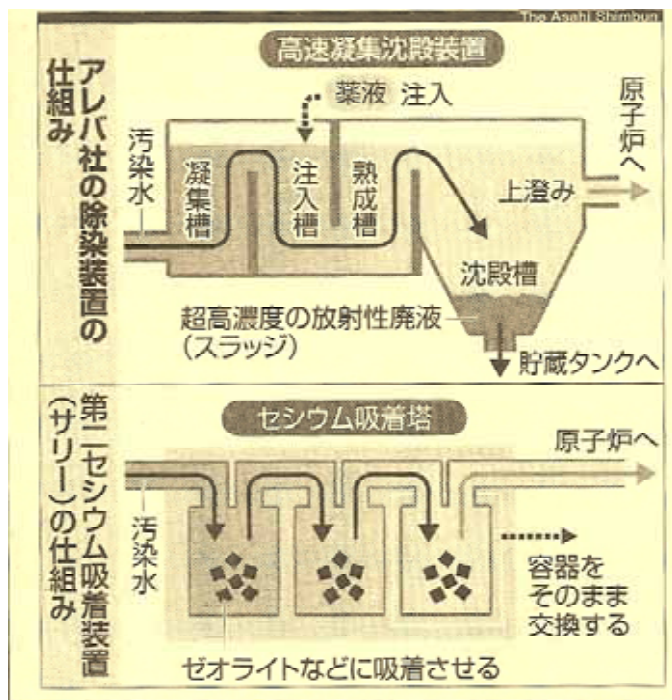 The Asahi Shimbun
アレバ社の除染装置の
仕組み
高速凝集沈殿装置
薬液 注入
汚染水
凝集槽
注入槽
熟成槽
原子炉へ
上澄み
沈殿槽
超高濃度の放射性廃液
(スラッジ)
貯蔵タンクへ
第二セシウム吸着装置
(サリー)の仕組み
セシウム吸着塔
原子炉へ
汚染水
容器を
そのまま
交換する
ゼオライトなどに吸着させる